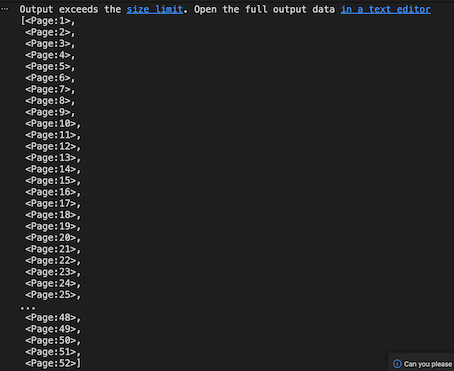 Output exceeds the size limit. Open the full output data in a text editor
[<Page:1>,
<Page:2>,
<Page:3>,
<Page:4>,
<Page:5>,
<Page:6>,
<Page:7>,
<Page:8>,
<Page:9>,
<Page:10>,
<Page:11>,
<Page:12>,
<Page:13>,
<Page:14>,
<Page:15>,
<Page:16>,
<Page:17>,
<Page:18>,
<Page:19>,
<Page:20>,
<Page:21>,
<Page:22>,
<Page:23>,
<Page:24>,
<Page:25>,
...
<Page:48>,
<Page:49>,
<Page:50>,
<Page:51>,
<Page:52>]
Can you please